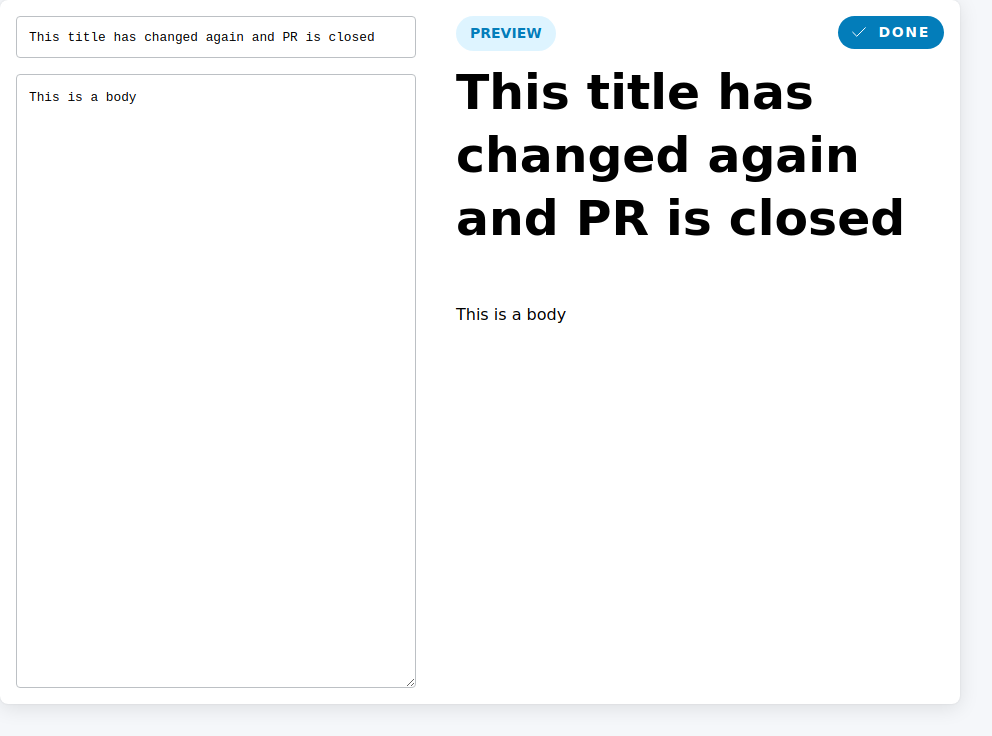 This title has changed again and PR is closed
This is a body
PREVIEW
DONE
This title has
changed again
and PR is closed
This is a body